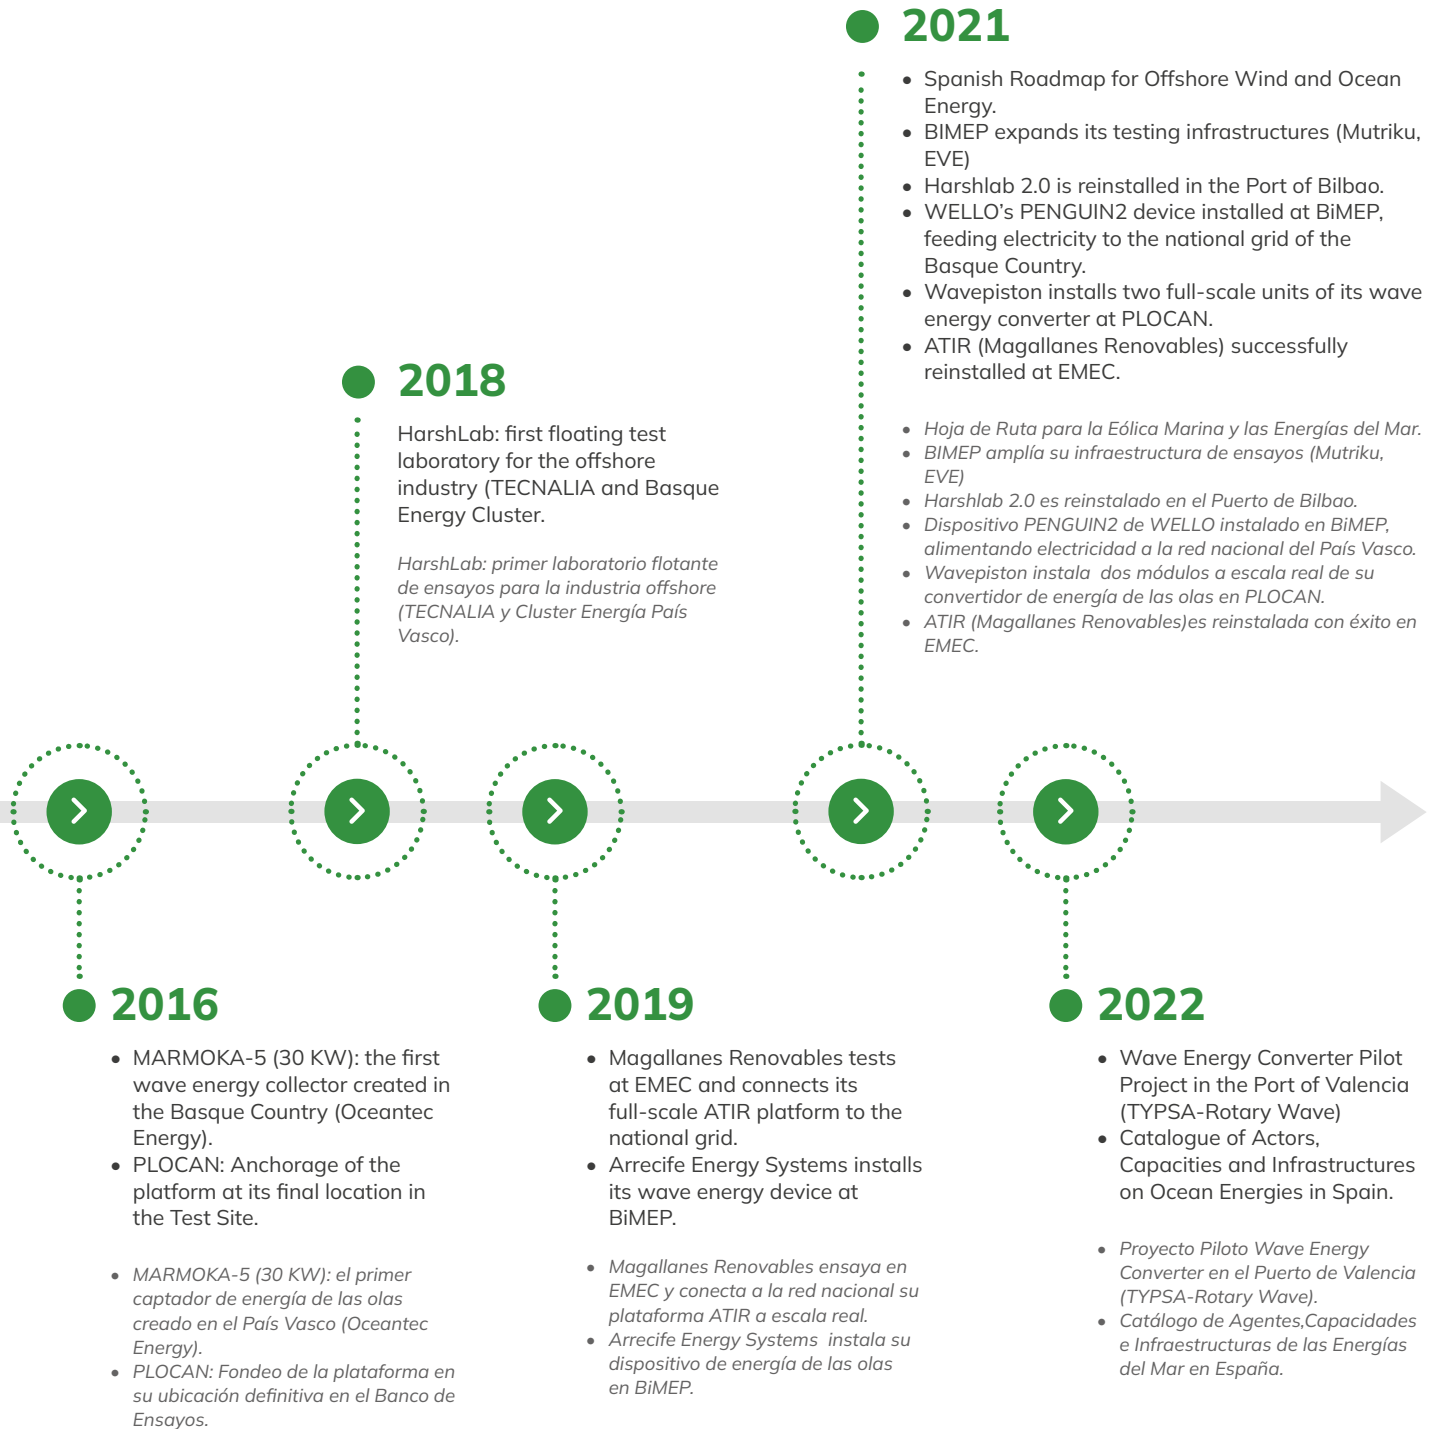 2021
• Spanish Roadmap for Offshore Wind and Ocean
Energy.
• BIMEP expands its testing infrastructures (Mutriku,
EVE)
• Harshlab 2.0 is reinstalled in the Port of Bilbao.
• WELLO’s PENGUIN2 device installed at BiMEP,
feeding electricity to the national grid of the
Basque Country.
• Wavepiston installs two full-scale units of its wave
energy converter at PLOCAN.
• ATIR (Magallanes Renovables) successfully
reinstalled at EMEC.
• Hoja de Ruta para la Eólica Marina y las Energías del Mar.
• BIMEP amplía su infraestructura de ensayos (Mutriku,
EVE)
• Harshlab 2.0 es reinstalado en el Puerto de Bilbao.
• Dispositivo PENGUIN2 de WELLO instalado en BiMEP,
alimentando electricidad a la red nacional del País Vasco.
• Wavepiston instala  dos módulos a escala real de su
convertidor de energía de las olas en PLOCAN.
• ATIR (Magallanes Renovables)es reinstalada con éxito en
EMEC.
2018
HarshLab: first floating test
laboratory for the offshore
industry (TECNALIA and Basque
Energy Cluster.
HarshLab: primer laboratorio flotante
de ensayos para la industria offshore
(TECNALIA y Cluster Energía País
Vasco).
2016
• MARMOKA-5 (30 KW): the first
wave energy collector created in
the Basque Country (Oceantec
Energy).
• PLOCAN: Anchorage of the
platform at its final location in
the Test Site.
• MARMOKA-5 (30 KW): el primer
captador de energía de las olas
creado en el País Vasco (Oceantec
Energy).
• PLOCAN: Fondeo de la plataforma en
su ubicación definitiva en el Banco de
Ensayos.
2019
• Magallanes Renovables tests
at EMEC and connects its
full-scale ATIR platform to the
national grid.
• Arrecife Energy Systems installs
its wave energy device at
BiMEP.
• Magallanes Renovables ensaya en
EMEC y conecta a la red nacional su
plataforma ATIR a escala real.
• Arrecife Energy Systems  instala su
dispositivo de energía de las olas
en BiMEP.
2022
• Wave Energy Converter Pilot
Project in the Port of Valencia
(TYPSA-Rotary Wave)
• Catalogue of Actors,
Capacities and Infrastructures
on Ocean Energies in Spain.
• Proyecto Piloto Wave Energy
Converter en el Puerto de Valencia
(TYPSA-Rotary Wave).
• Catálogo de Agentes,Capacidades
e Infraestructuras de las Energías
del Mar en España.